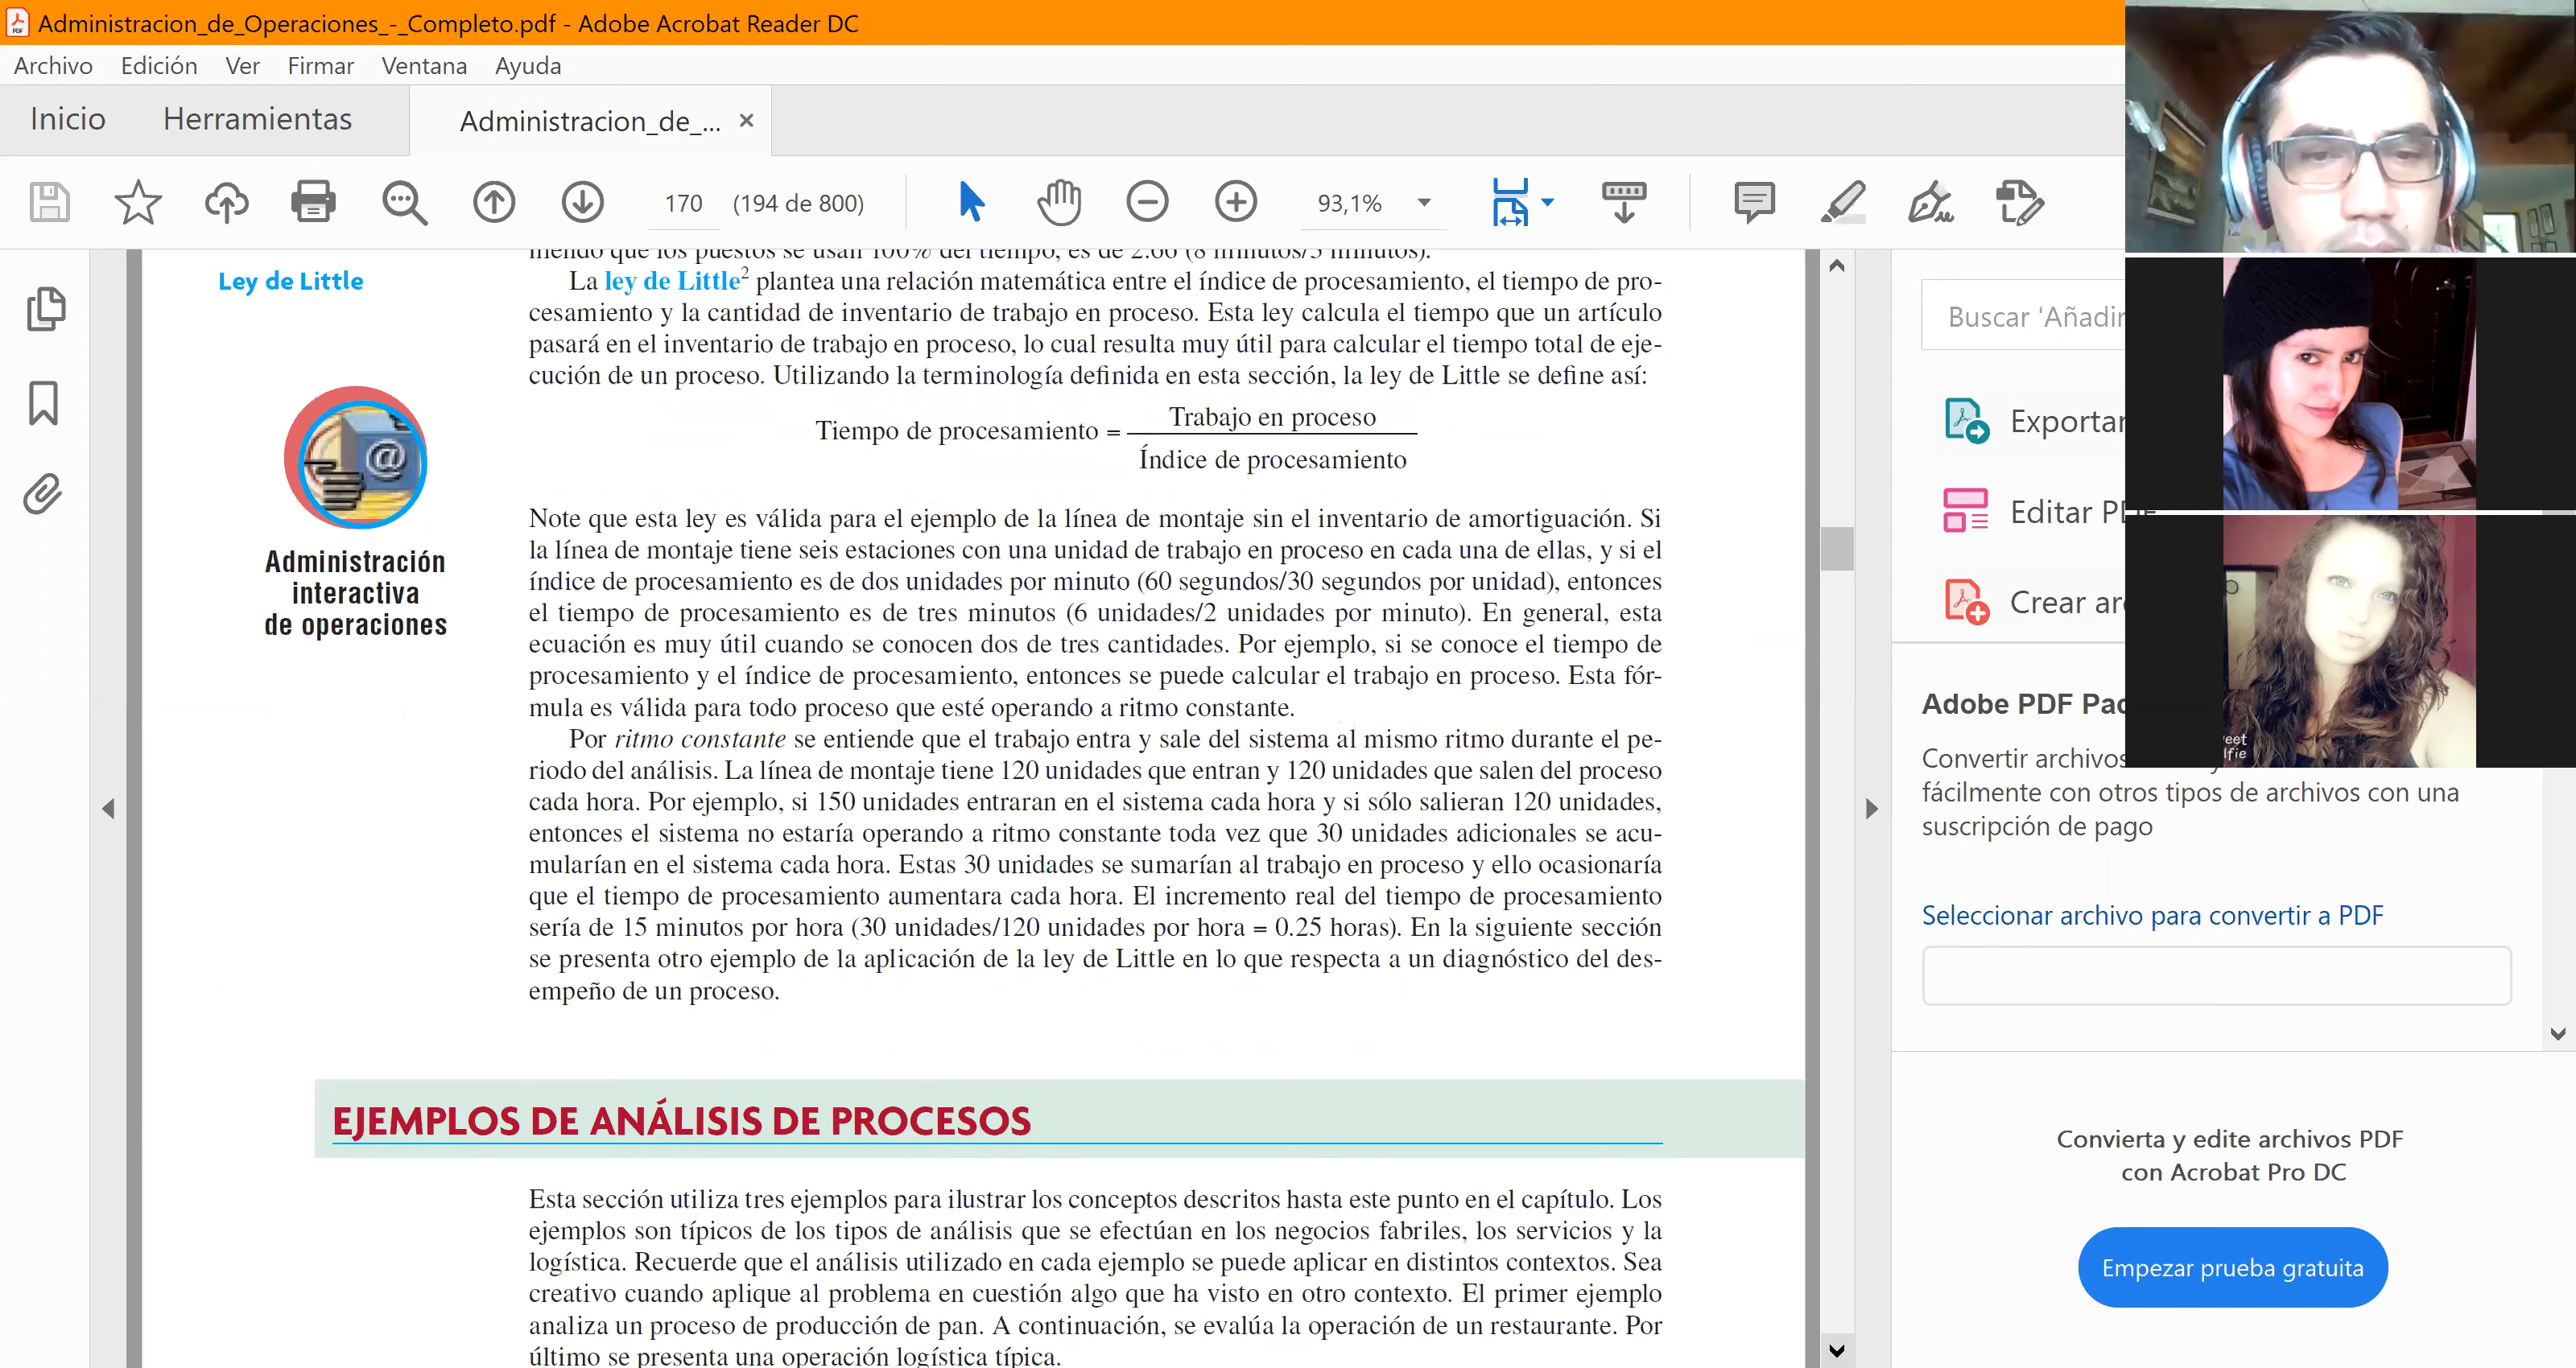 Administracion_de_Operaciones_-_Completo.pdf - Adobe Acrobat Reader DC
Archivo Edición Ver Firmar Ventana Ayuda
Inicio Herramientas Administracion_de_... ×
170 (194 de 800) 93,1%
mendo que los puestos se usan 100% del tiempo, es de 2.66 (8 minutos/3 minutos).
Ley de Little
La ley de Little2 plantea una relación matemática entre el índice de procesamiento, el tiempo de pro-
cesamiento y la cantidad de inventario de trabajo en proceso. Esta ley calcula el tiempo que un artículo
pasará en el inventario de trabajo en proceso, lo cual resulta muy útil para calcular el tiempo total de eje-
cución de un proceso. Utilizando la terminología definida en esta sección, la ley de Little se define así:
Tiempo de procesamiento = Trabajo en proceso
Índice de procesamiento
@
Administración
interactiva
de operaciones
Note que esta ley es válida para el ejemplo de la línea de montaje sin el inventario de amortiguación. Si
la línea de montaje tiene seis estaciones con una unidad de trabajo en proceso en cada una de ellas, y si el
índice de procesamiento es de dos unidades por minuto (60 segundos/30 segundos por unidad), entonces
el tiempo de procesamiento es de tres minutos (6 unidades/2 unidades por minuto). En general, esta
ecuación es muy útil cuando se conocen dos de tres cantidades. Por ejemplo, si se conoce el tiempo de
procesamiento y el índice de procesamiento, entonces se puede calcular el trabajo en proceso. Esta fór-
mula es válida para todo proceso que esté operando a ritmo constante.
Por ritmo constante se entiende que el trabajo entra y sale del sistema al mismo ritmo durante el pe-
riodo del análisis. La línea de montaje tiene 120 unidades que entran y 120 unidades que salen del proceso
cada hora. Por ejemplo, si 150 unidades entraran en el sistema cada hora y si sólo salieran 120 unidades,
entonces el sistema no estaría operando a ritmo constante toda vez que 30 unidades adicionales se acu-
mularían en el sistema cada hora. Estas 30 unidades se sumarían al trabajo en proceso y ello ocasionaría
que el tiempo de procesamiento aumentara cada hora. El incremento real del tiempo de procesamiento
sería de 15 minutos por hora (30 unidades/120 unidades por hora = 0.25 horas). En la siguiente sección
se presenta otro ejemplo de la aplicación de la ley de Little en lo que respecta a un diagnóstico del des-
empeño de un proceso.
EJEMPLOS DE ANÁLISIS DE PROCESOS
Esta sección utiliza tres ejemplos para ilustrar los conceptos descritos hasta este punto en el capítulo. Los
ejemplos son típicos de los tipos de análisis que se efectúan en los negocios fabriles, los servicios y la
logística. Recuerde que el análisis utilizado en cada ejemplo se puede aplicar en distintos contextos. Sea
creativo cuando aplique al problema en cuestión algo que ha visto en otro contexto. El primer ejemplo
analiza un proceso de producción de pan. A continuación, se evalúa la operación de un restaurante. Por
último se presenta una operación logística típica.
Buscar 'Añadir
Exportar
Editar PDF
Crear arc
Adobe PDF Pac
Convertir archivos y
fácilmente con otros tipos de archivos con una
suscripción de pago
Seleccionar archivo para convertir a PDF
Convierta y edite archivos PDF
con Acrobat Pro DC
Empezar prueba gratuita
eet
lfie